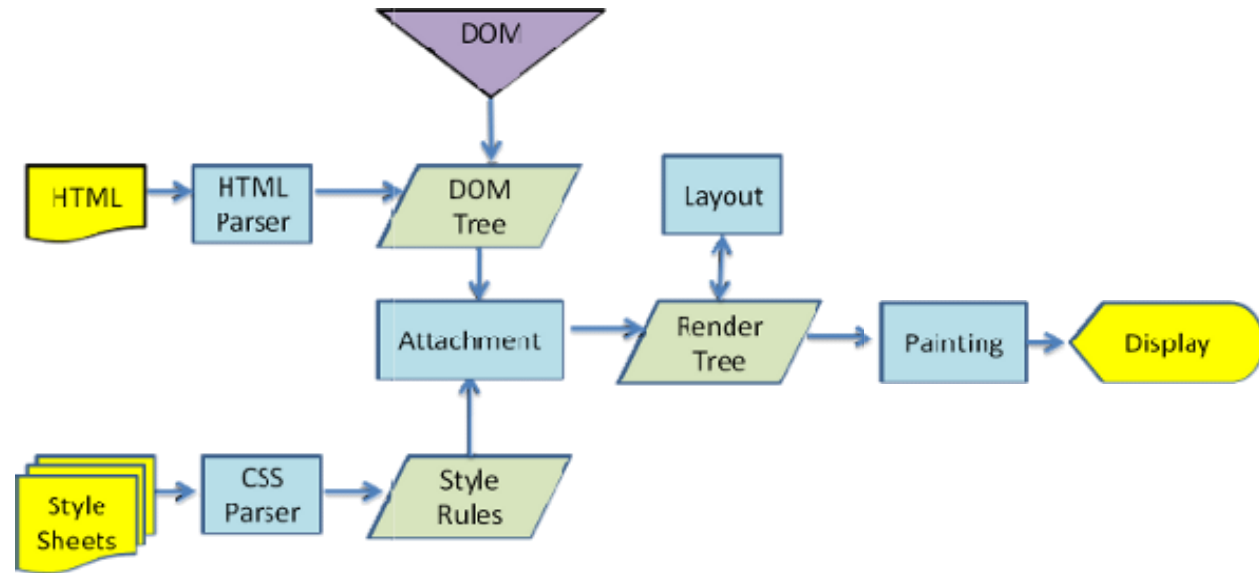 DOM
HTML
HTML
Parser
DOM
Tree
Layout
Attachment
Render
Tree
Painting
Display
Style
Sheets
CSS
Parser
Style
Rules